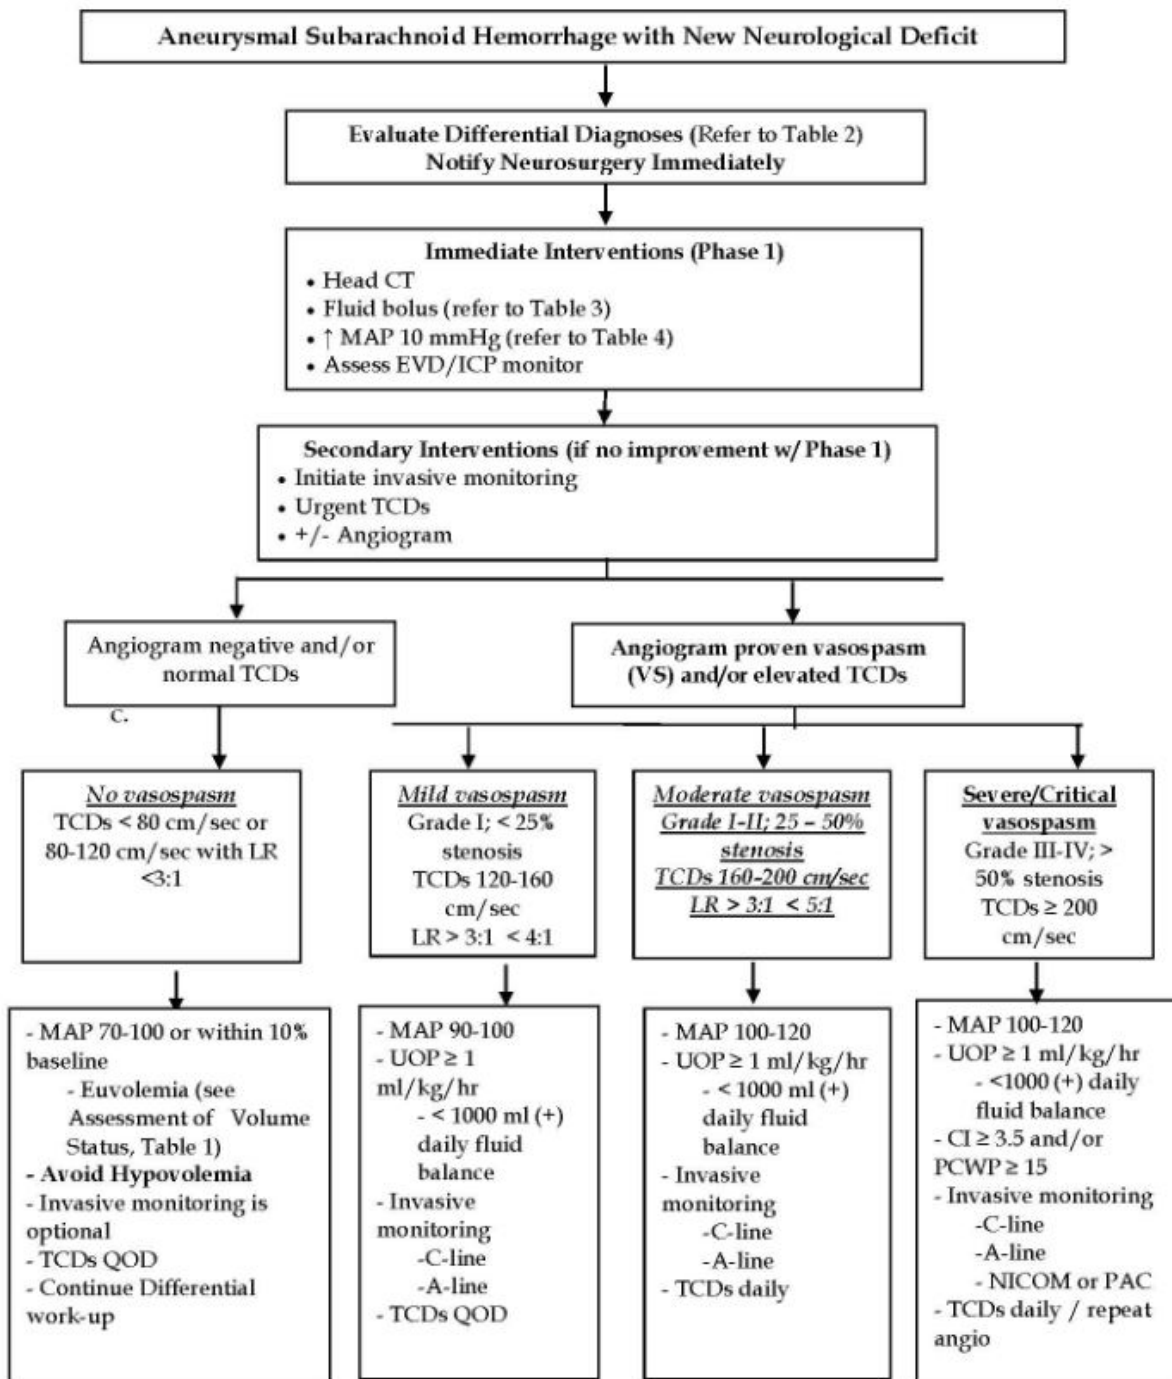 Aneurysmal Subarachnoid Hemorrhage with New Neurological Deficit
Evaluate Differential Diagnoses (Refer to Table 2)
Notify Neurosurgery Immediately
Immediate Interventions (Phase 1)
• Head CT
• Fluid bolus (refer to Table 3)
• ↑ MAP 10 mmHg (refer to Table 4)
• Assess EVD/ICP monitor
Secondary Interventions (if no improvement w/ Phase 1)
• Initiate invasive monitoring
• Urgent TCDs
• +/- Angiogram
Angiogram negative and/or
normal TCDs
Angiogram proven vasospasm
(VS) and/or elevated TCDs
C.
No vasospasm
TCDs < 80 cm/sec or
80-120 cm/sec with LR
<3:1
Mild vasospasm
Grade I; < 25%
stenosis
TCDs 120-160
cm/sec
LR > 3:1 < 4:1
Moderate vasospasm
Grade I-II; 25 – 50%
stenosis
TCDs 160-200 cm/sec
LR > 3:1 < 5:1
Severe/Critical
vasospasm
Grade III-IV; >
50% stenosis
TCDs ≥ 200
cm/sec
- MAP 70-100 or within 10%
baseline
- Euvolemia (see
Assessment of Volume
Status, Table 1)
- Avoid Hypovolemia
- Invasive monitoring is
optional
- TCDs QOD
- Continue Differential
work-up
- MAP 90-100
- UOP ≥ 1
ml/kg/hr
- < 1000 ml (+)
daily fluid
balance
- Invasive
monitoring
-C-line
-A-line
- TCDs QOD
- MAP 100-120
- UOP ≥ 1 ml/kg/hr
- < 1000 ml (+)
daily fluid
balance
- Invasive
monitoring
-C-line
-A-line
- TCDs daily
- MAP 100-120
- UOP ≥ 1 ml/kg/hr
- <1000 (+) daily
fluid balance
- CI ≥ 3.5 and/or
PCWP ≥ 15
- Invasive monitoring
-C-line
-A-line
- NICOM or PAC
- TCDs daily / repeat
angio